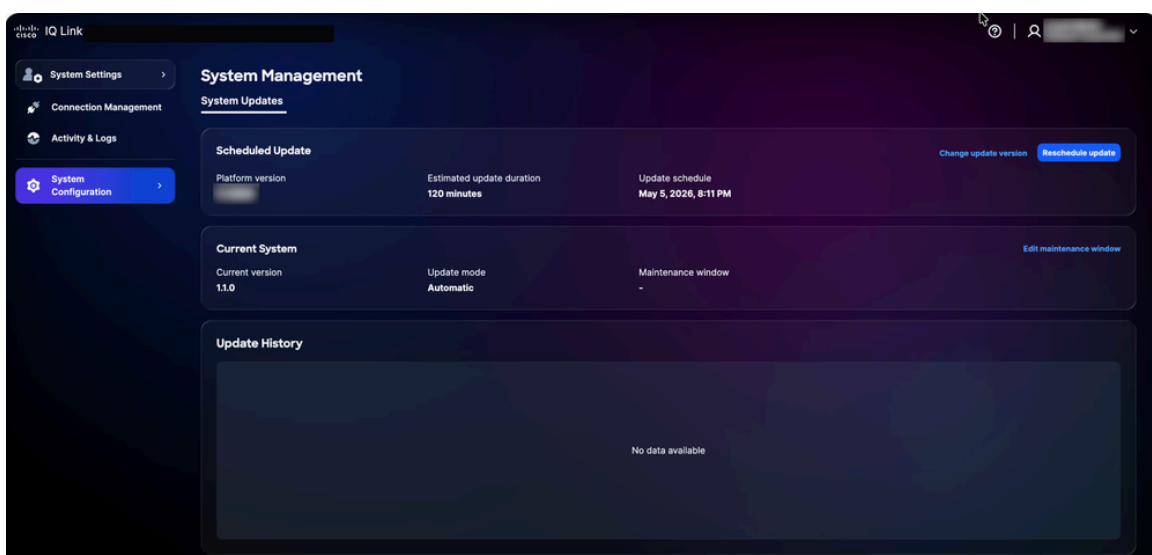 cisco IQ Link
System Settings
Connection Management
Activity & Logs
System
Configuration
System Management
System Updates
Scheduled Update
Change update version
Reschedule update
Platform version
Estimated update duration
120 minutes
Update schedule
May 5, 2026, 8:11 PM
Current System
Edit maintenance window
Current version
1.1.0
Update mode
Automatic
Maintenance window
-
Update History
No data available